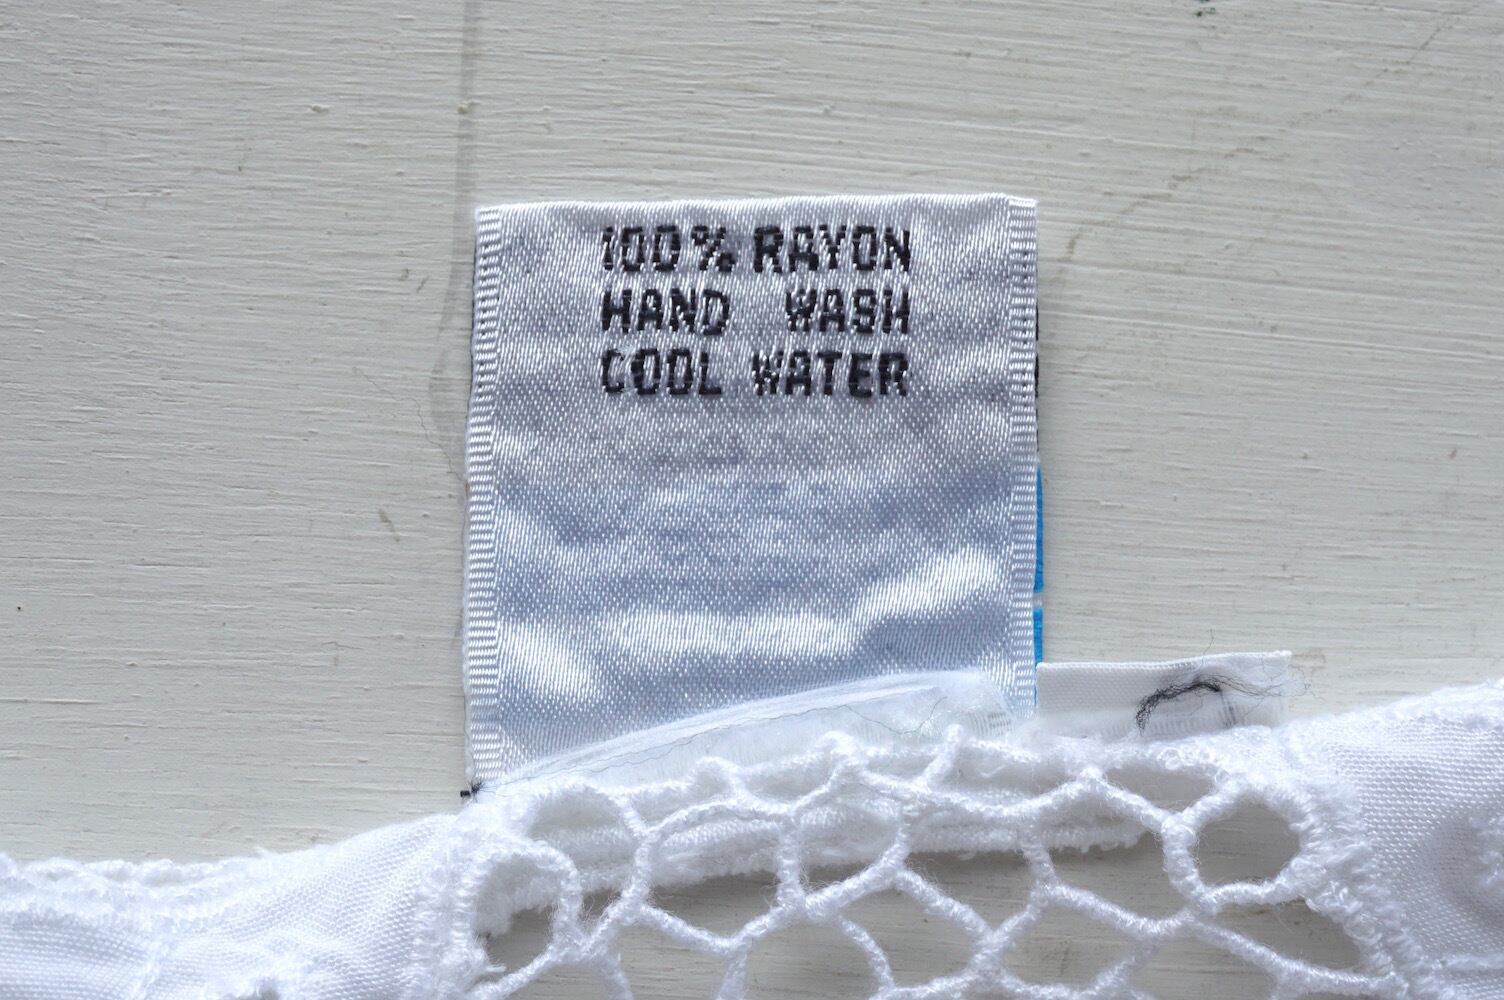 100% RAYON
HAND WASH
COOL WATER